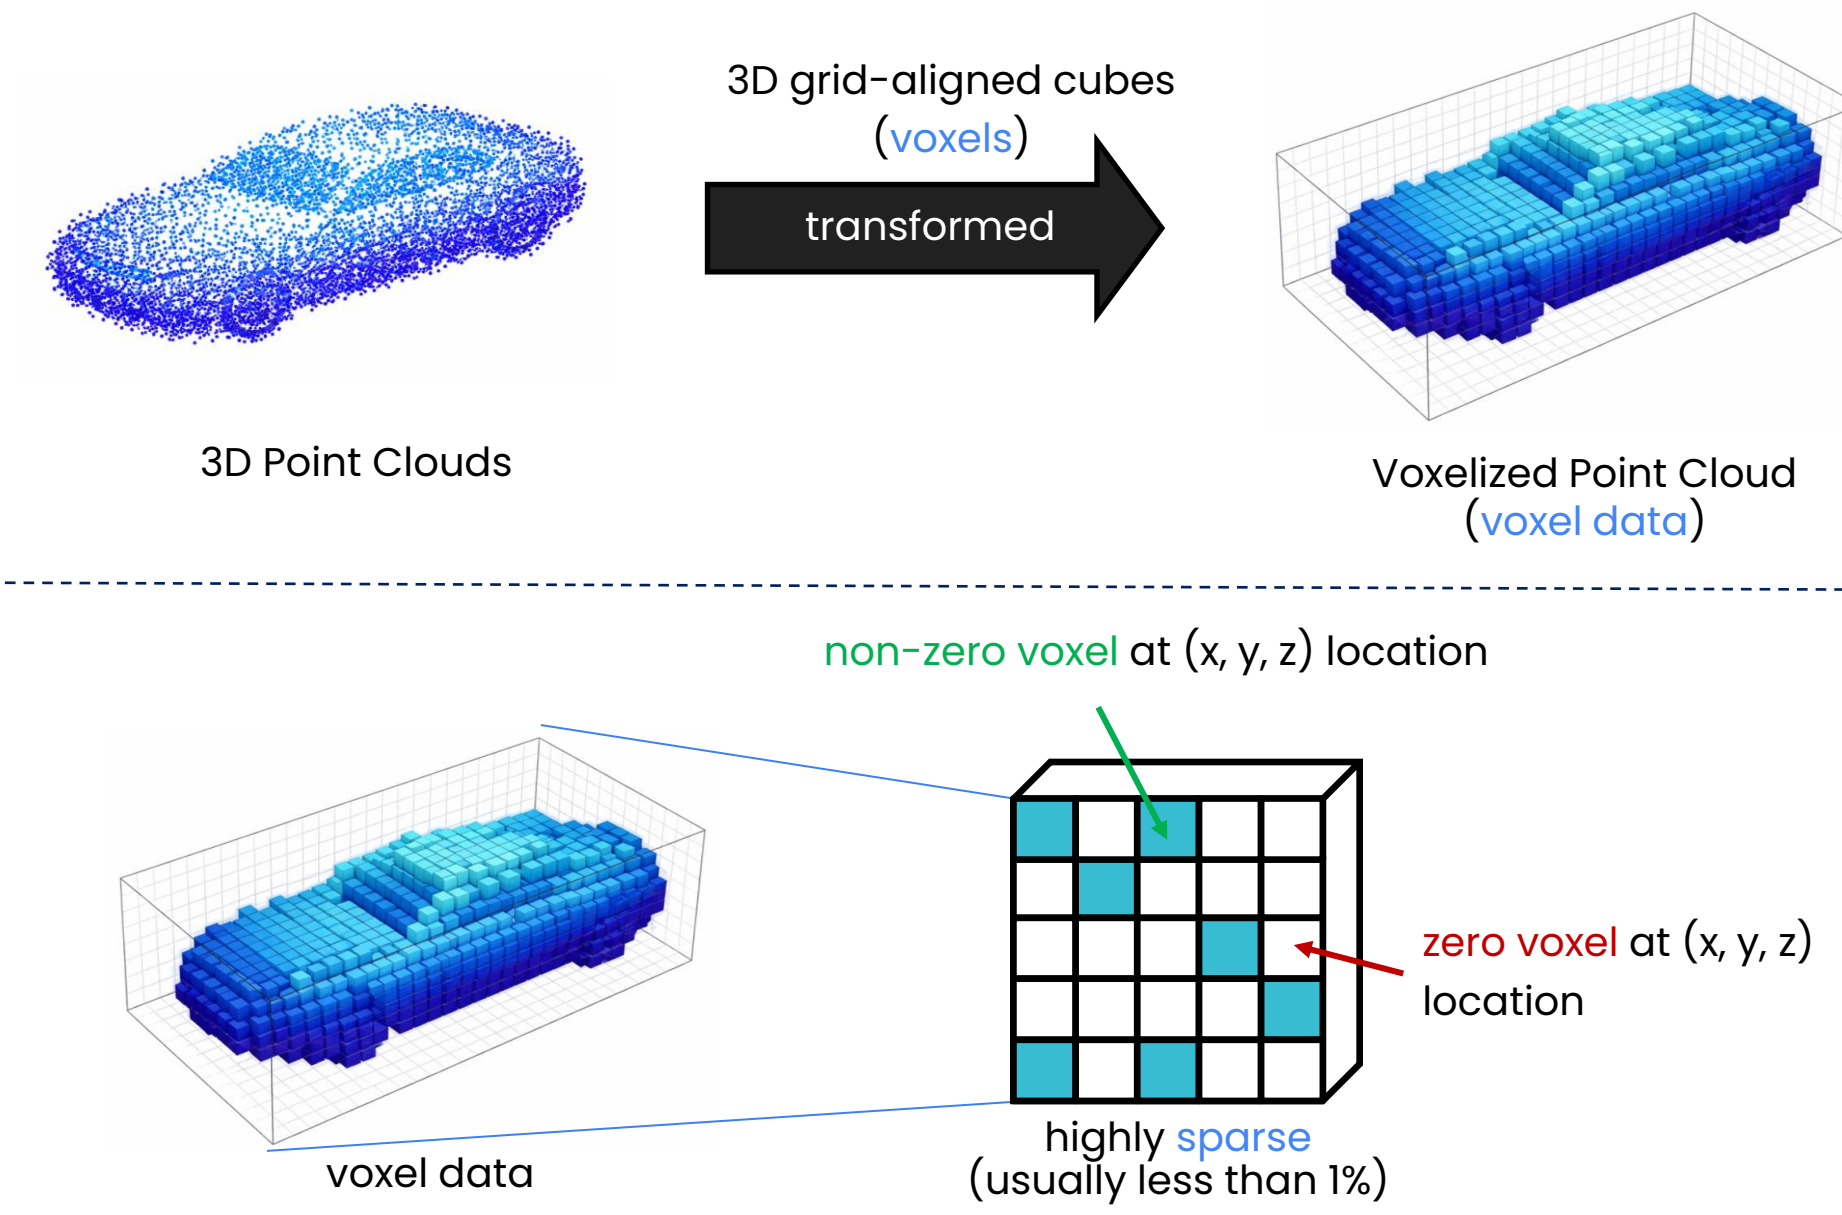 3D grid-aligned cubes
(voxels)
transformed
3D Point Clouds
Voxelized Point Cloud
(voxel data)
non-zero voxel at (x, y, z) location
zero voxel at (x, y, z)
location
voxel data
highly sparse
(usually less than 1%)